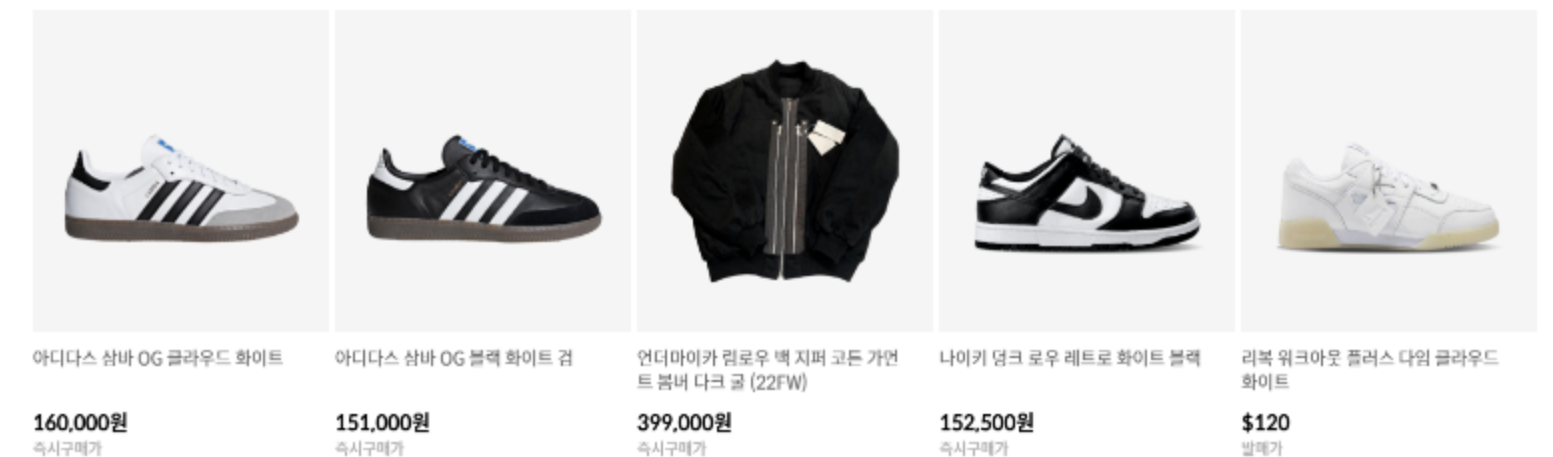 아디다스 삼바 OG 클라우드 화이트
160,000원
즉시구매가
아디다스 삼바 OG 블랙 화이트 검
151,000원
즉시구매가
언더마이카 림로우 백 지퍼 코튼 가먼
트 봄버 다크 굴 (22FW)
399,000원
즉시구매가
나이키 덩크 로우 레트로 화이트 블랙
152,500원
즉시구매가
리복 워크아웃 플러스 다임 클라우드
화이트
$120
발매가